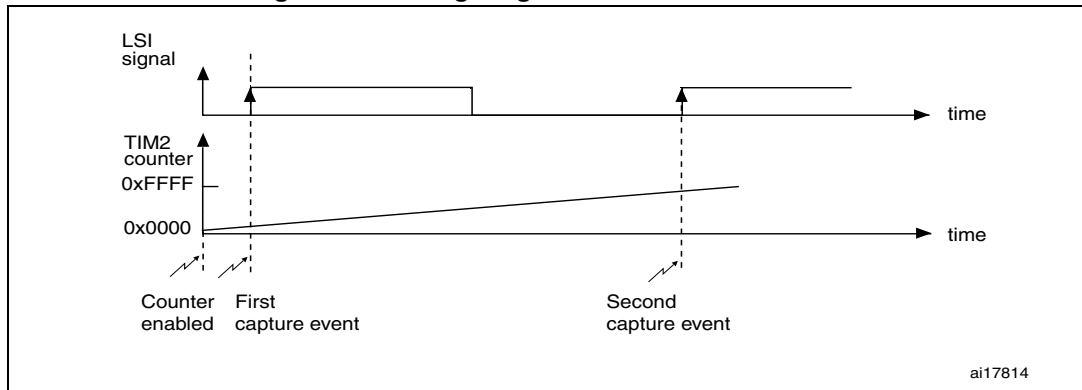 LSI
signal
time
TIM2
counter
0xFFFF
0x0000
time
Counter
enabled
First
capture event
Second
capture event
ai17814